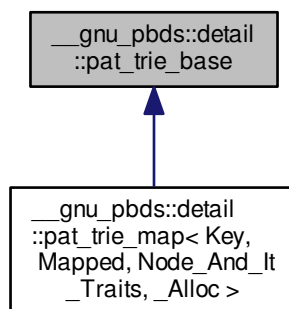 __gnu_pbds::detail
::pat_trie_base
__gnu_pbds::detail
::pat_trie_map< Key,
Mapped, Node_And_It
_Traits, _Alloc >